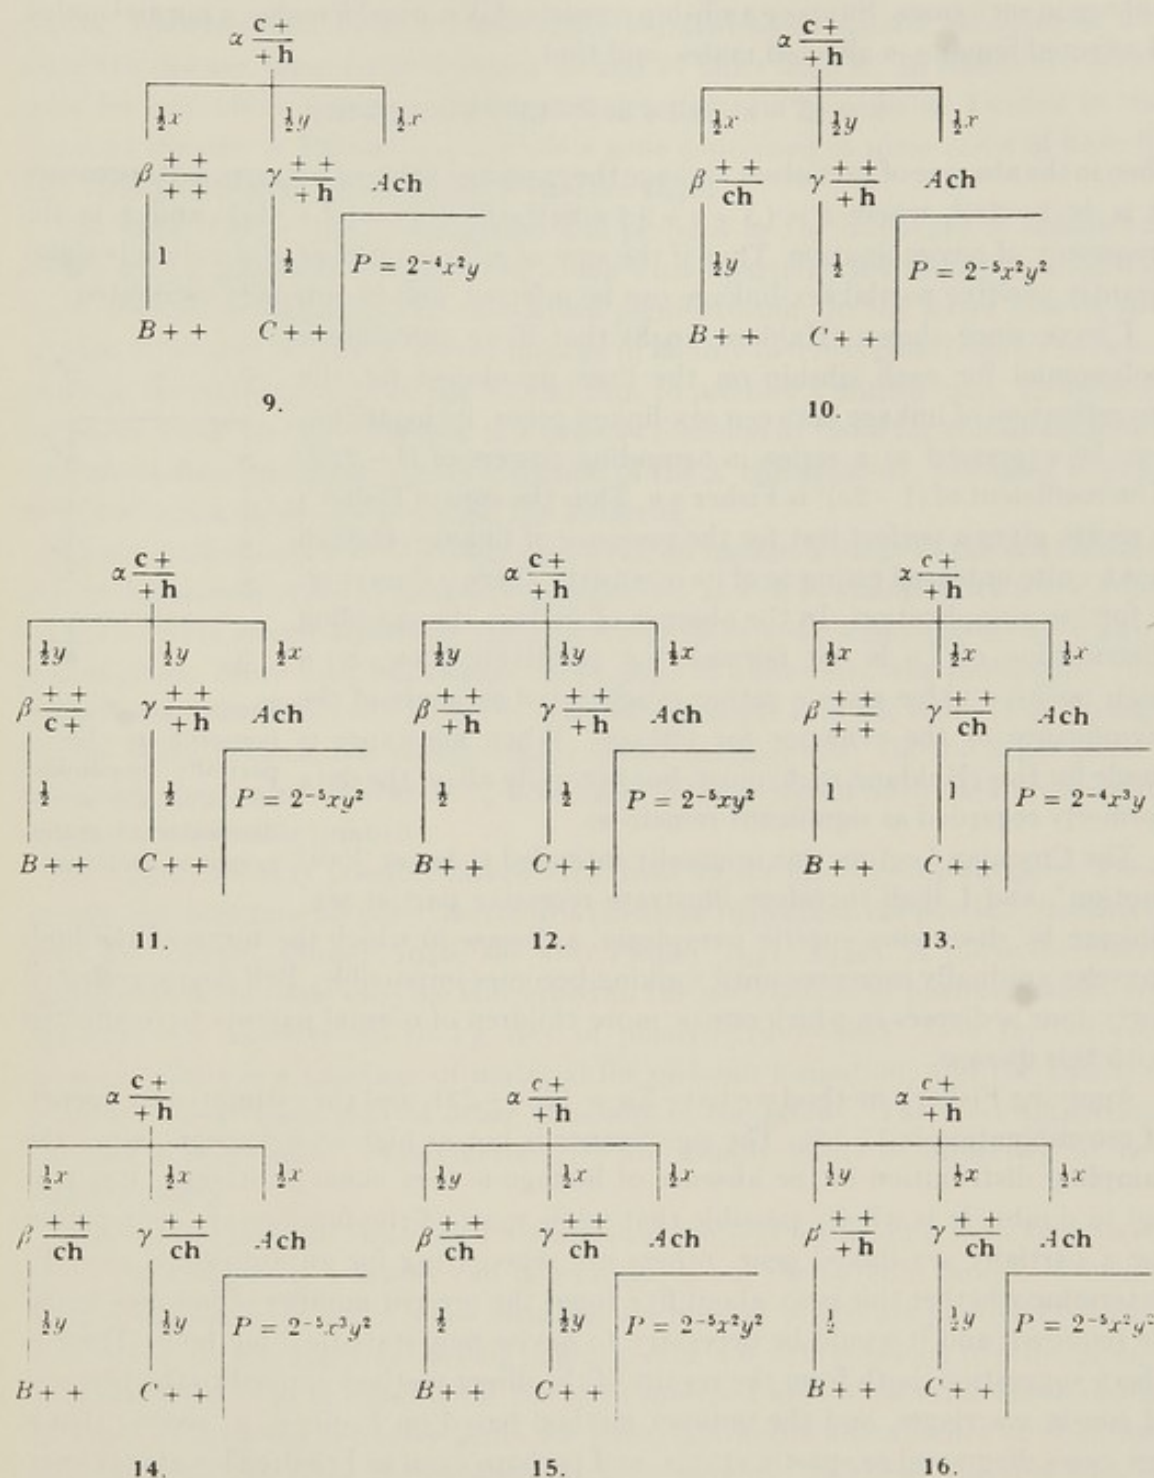 α c + / + h α c + / + h
½x ½y ½x ½x ½y ½x
β + + / + + γ + + / + h Ach β + + / ch γ + + / + h Ach
1 ½ P = 2⁻⁴x²y ½y ½ P = 2⁻⁵x²y²
B + + C + + B + + C + +
9. 10.
α c + / + h α c + / + h α c + / + h
½y ½y ½x ½y ½y ½x ½x ½x ½x
β + + / c + γ + + / + h Ach β + + / + h γ + + / + h Ach β + + / + + γ + + / ch Ach
½ ½ P = 2⁻⁵xy² ½ ½ P = 2⁻⁵xy² 1 1 P = 2⁻⁴x³y
B + + C + + B + + C + + B + + C + +
11. 12. 13.
α c + / + h α c + / + h α c + / + h
½x ½x ½x ½y ½x ½x ½y ½x ½x
β + + / ch γ + + / ch Ach β + + / ch γ + + / ch Ach β + + / + h γ + + / ch Ach
½y ½y P = 2⁻⁵x³y² ½ ½y P = 2⁻⁵x²y² ½ ½y P = 2⁻⁵x²y²
B + + C + + B + + C + + B + + C + +
14. 15. 16.